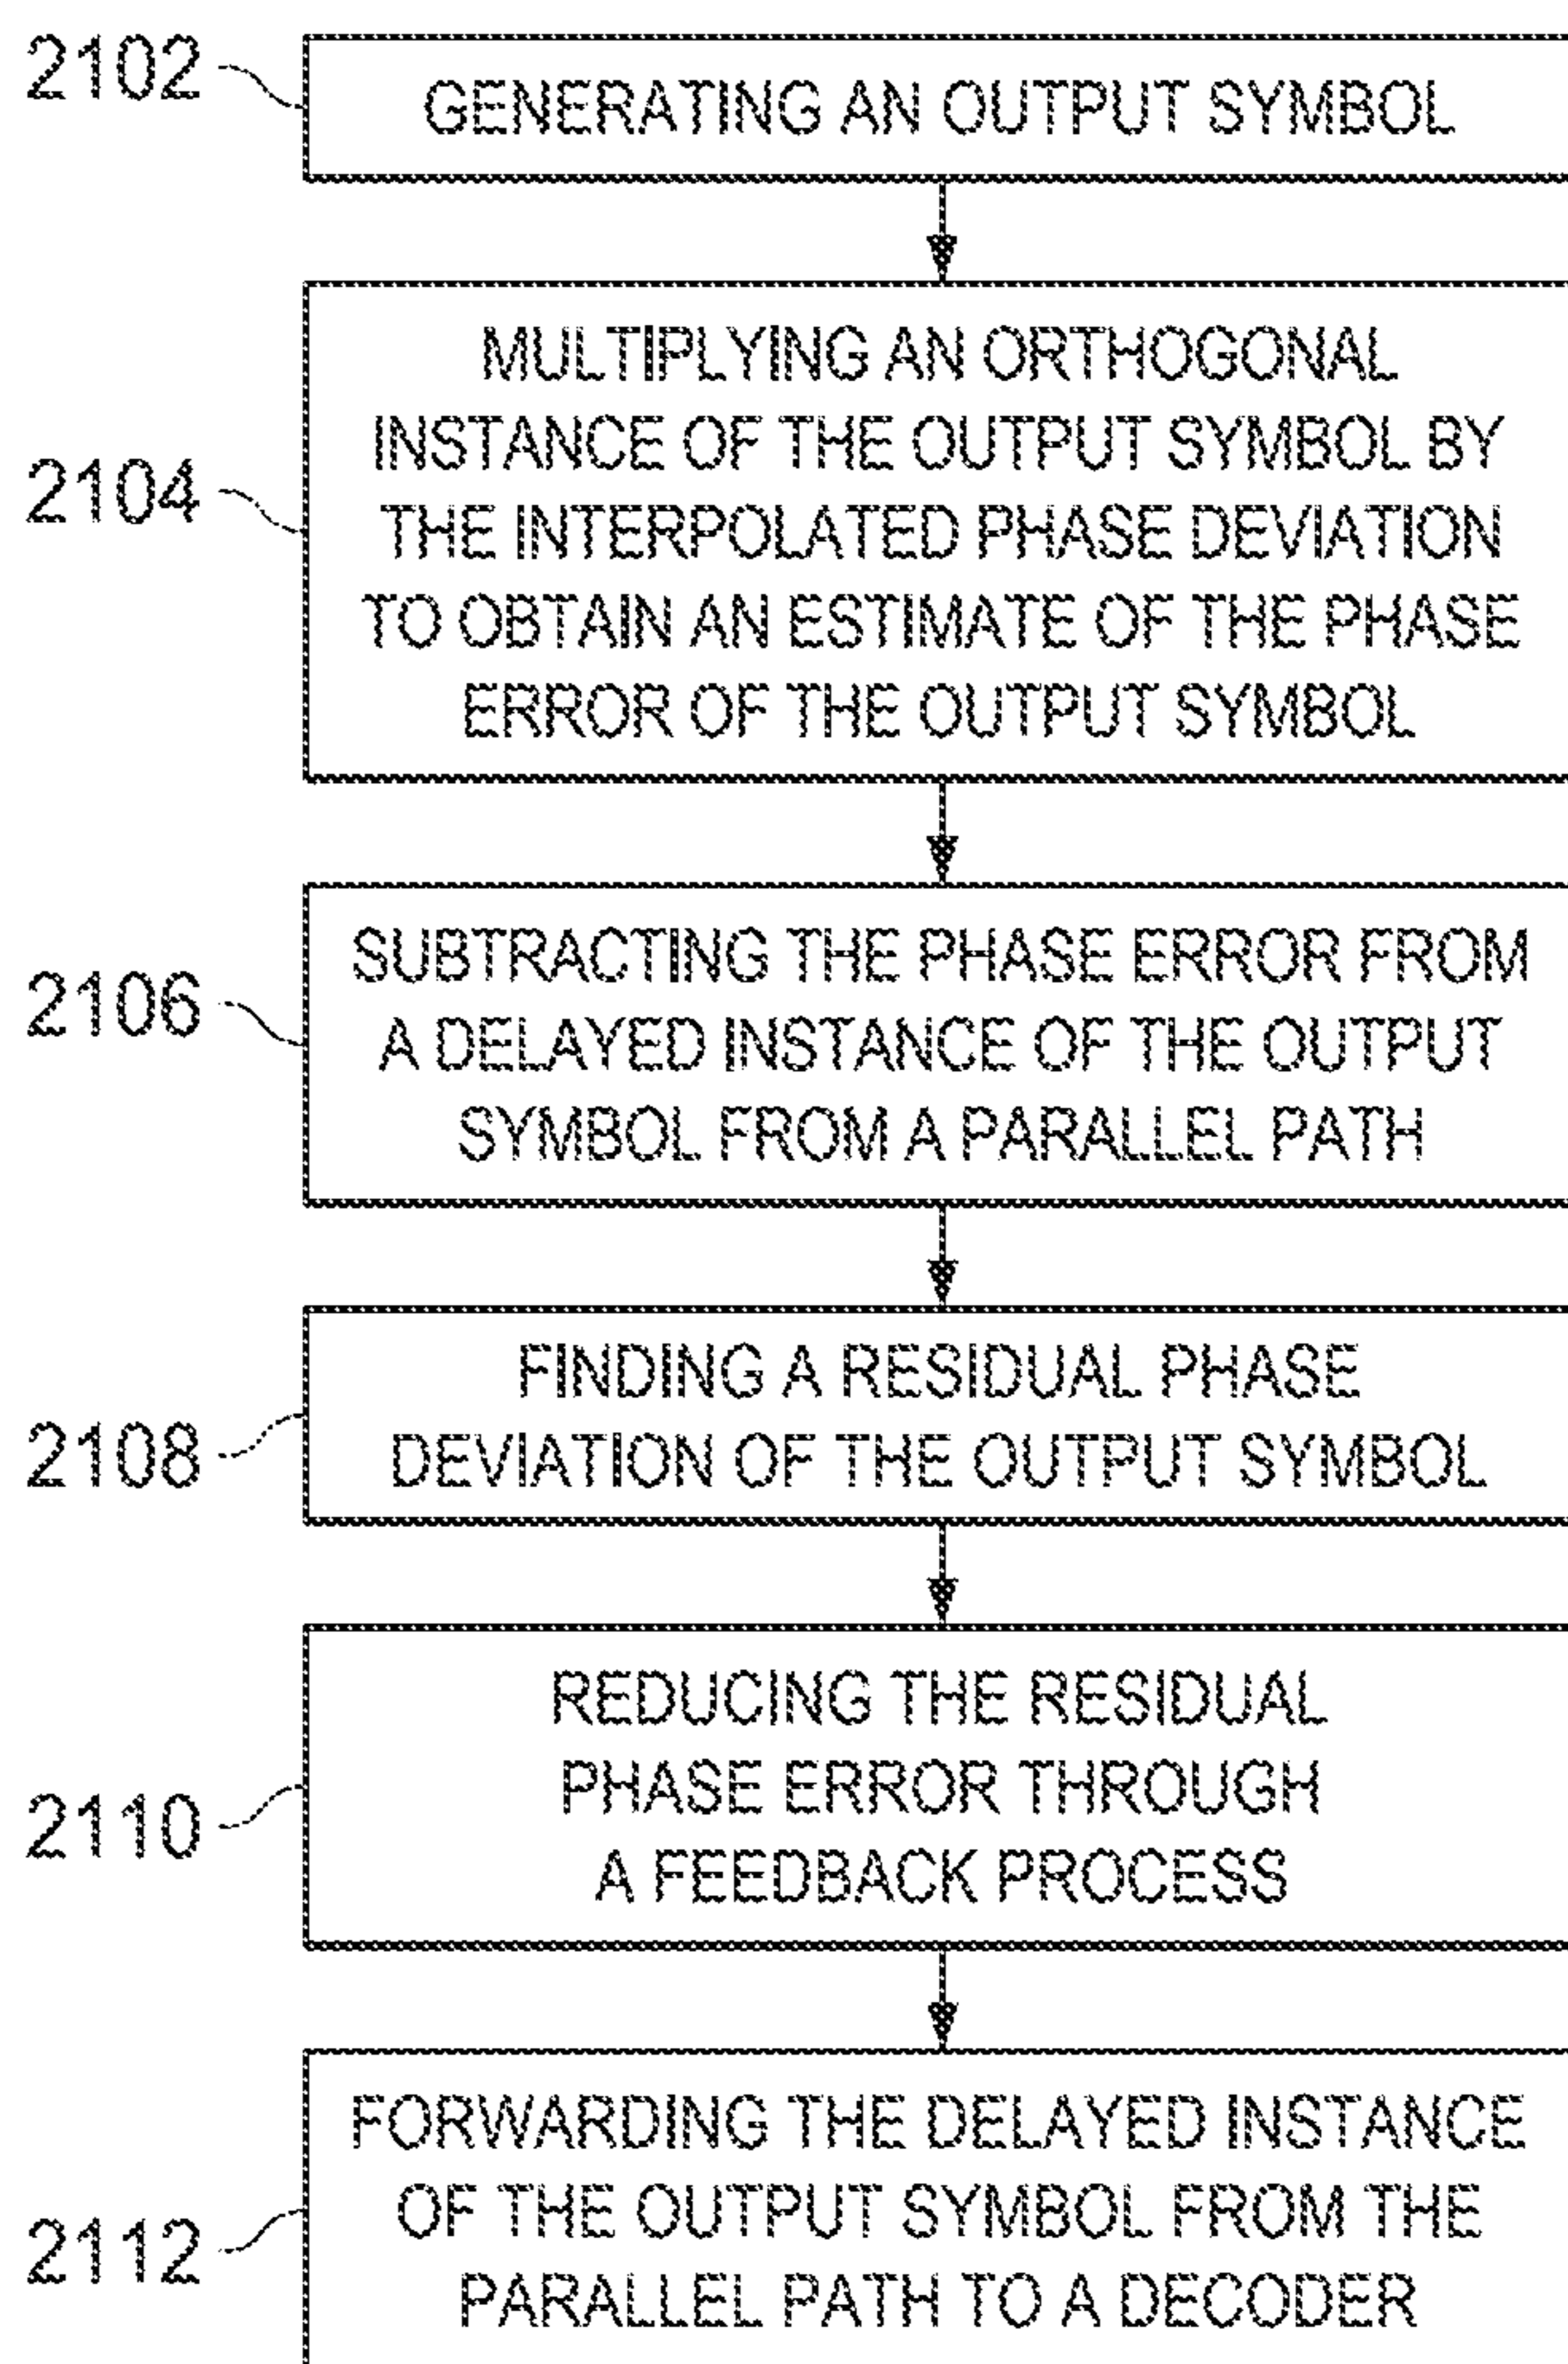 2102
GENERATING AN OUTPUT SYMBOL
2104
MULTIPLYING AN ORTHOGONAL
INSTANCE OF THE OUTPUT SYMBOL BY
THE INTERPOLATED PHASE DEVIATION
TO OBTAIN AN ESTIMATE OF THE PHASE
ERROR OF THE OUTPUT SYMBOL
2106
SUBTRACTING THE PHASE ERROR FROM
A DELAYED INSTANCE OF THE OUTPUT
SYMBOL FROM A PARALLEL PATH
2108
FINDING A RESIDUAL PHASE
DEVIATION OF THE OUTPUT SYMBOL
2110
REDUCING THE RESIDUAL
PHASE ERROR THROUGH
A FEEDBACK PROCESS
2112
FORWARDING THE DELAYED INSTANCE
OF THE OUTPUT SYMBOL FROM THE
PARALLEL PATH TO A DECODER